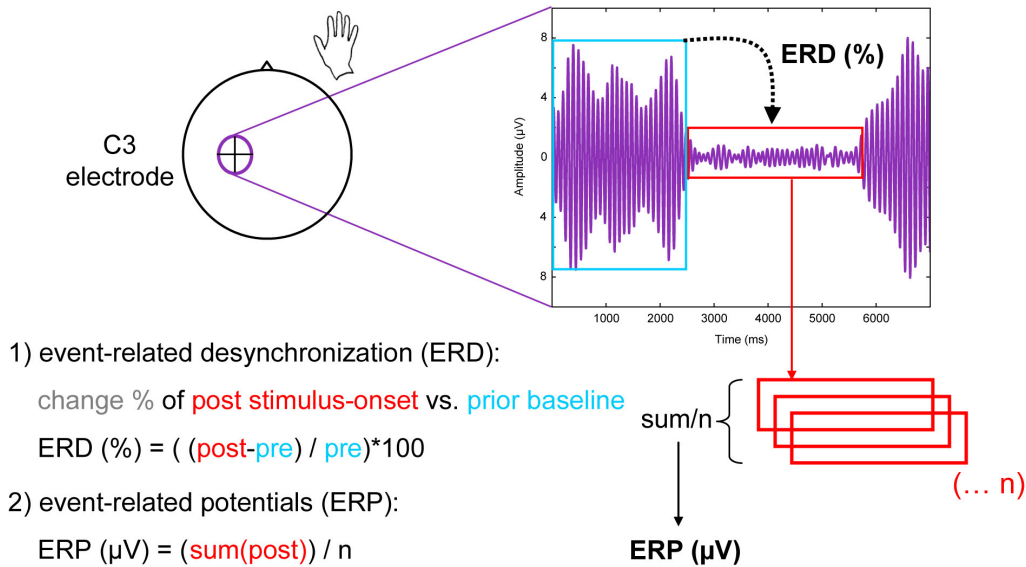 C3
electrode
ERD (%)
Amplitude (µV)
8
4
0
4
8
1000
2000
3000
4000
5000
6000
Time (ms)
1) event-related desynchronization (ERD):
change % of post stimulus-onset vs. prior baseline
ERD (%) = ( (post-pre) / pre)*100
2) event-related potentials (ERP):
ERP (µV) = (sum(post)) / n
sum/n
(... n)
ERP (µV)